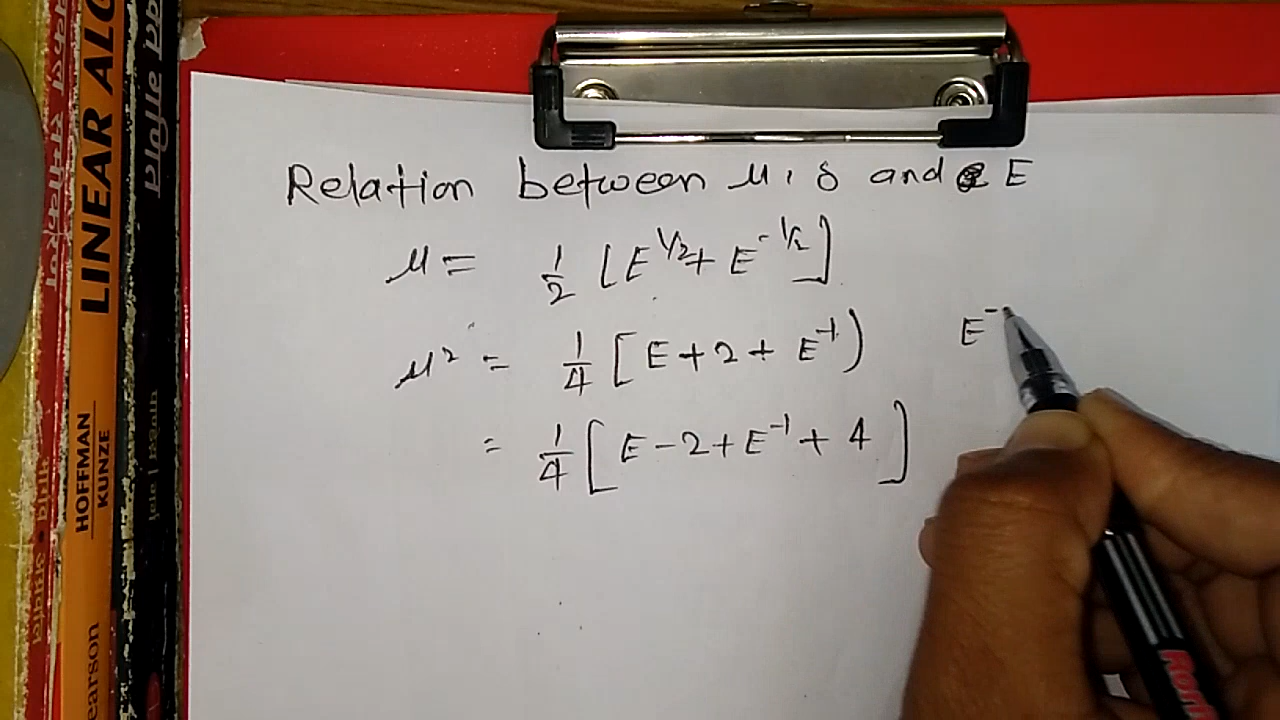 Relation between μ, δ and E
μ = 1/2 [E^1/2 + E^-1/2]
μ² = 1/4 [E + 2 + E^-1)
E^-
= 1/4 [E - 2 + E^-1 + 4]
LINEAR ALG
HOFFMAN
KUNZE
earson